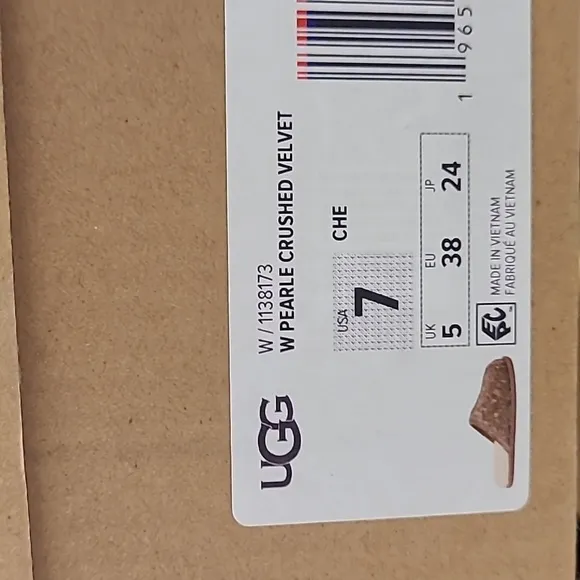 UGG
W / 1138173
W PEARLE CRUSHED VELVET
USA
7
CHE
UK EU JP
5 38 24
EPC
MADE IN VIETNAM
FABRIQUÉ AU VIETNAM
1 965